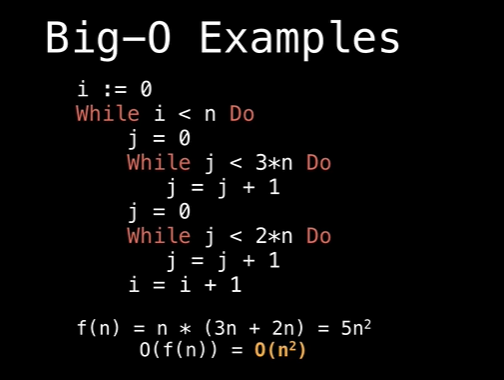 Big-O Examples
i := 0
While i < n Do
    j = 0
    While j < 3*n Do
        j = j + 1
    j = 0
    While j < 2*n Do
        j = j + 1
    i = i + 1
f(n) = n * (3n + 2n) = 5n²
O(f(n)) = O(n²)